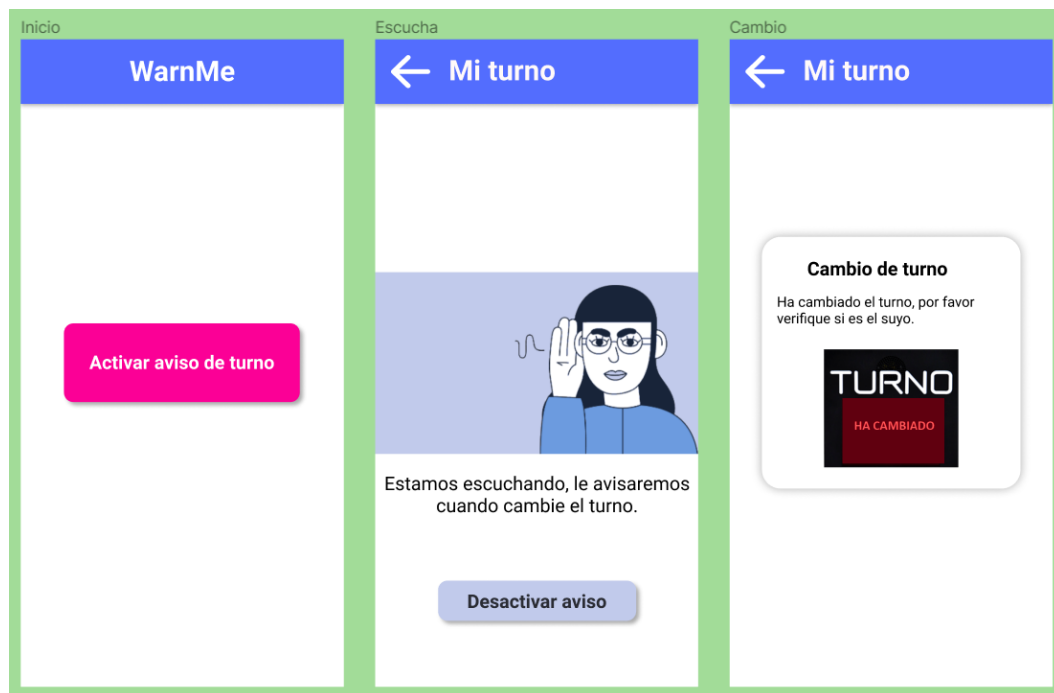 Inicio
WarnMe
Activar aviso de turno
Escucha
Mi turno
Estamos escuchando, le avisaremos
cuando cambie el turno.
Desactivar aviso
Cambio
Mi turno
Cambio de turno
Ha cambiado el turno, por favor
verifique si es el suyo.
TURNO
HA CAMBIADO